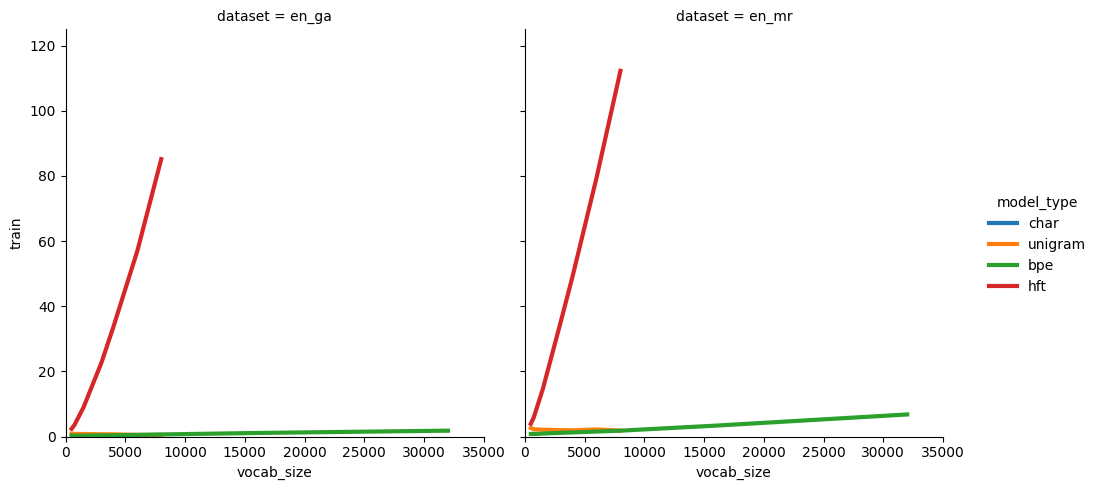 dataset = en_ga
dataset = en_mr
120
100
80
60
40
20
0
train
0 5000 10000 15000 20000 25000 30000 35000
0 5000 10000 15000 20000 25000 30000 35000
vocab_size
vocab_size
model_type
char
unigram
bpe
hft